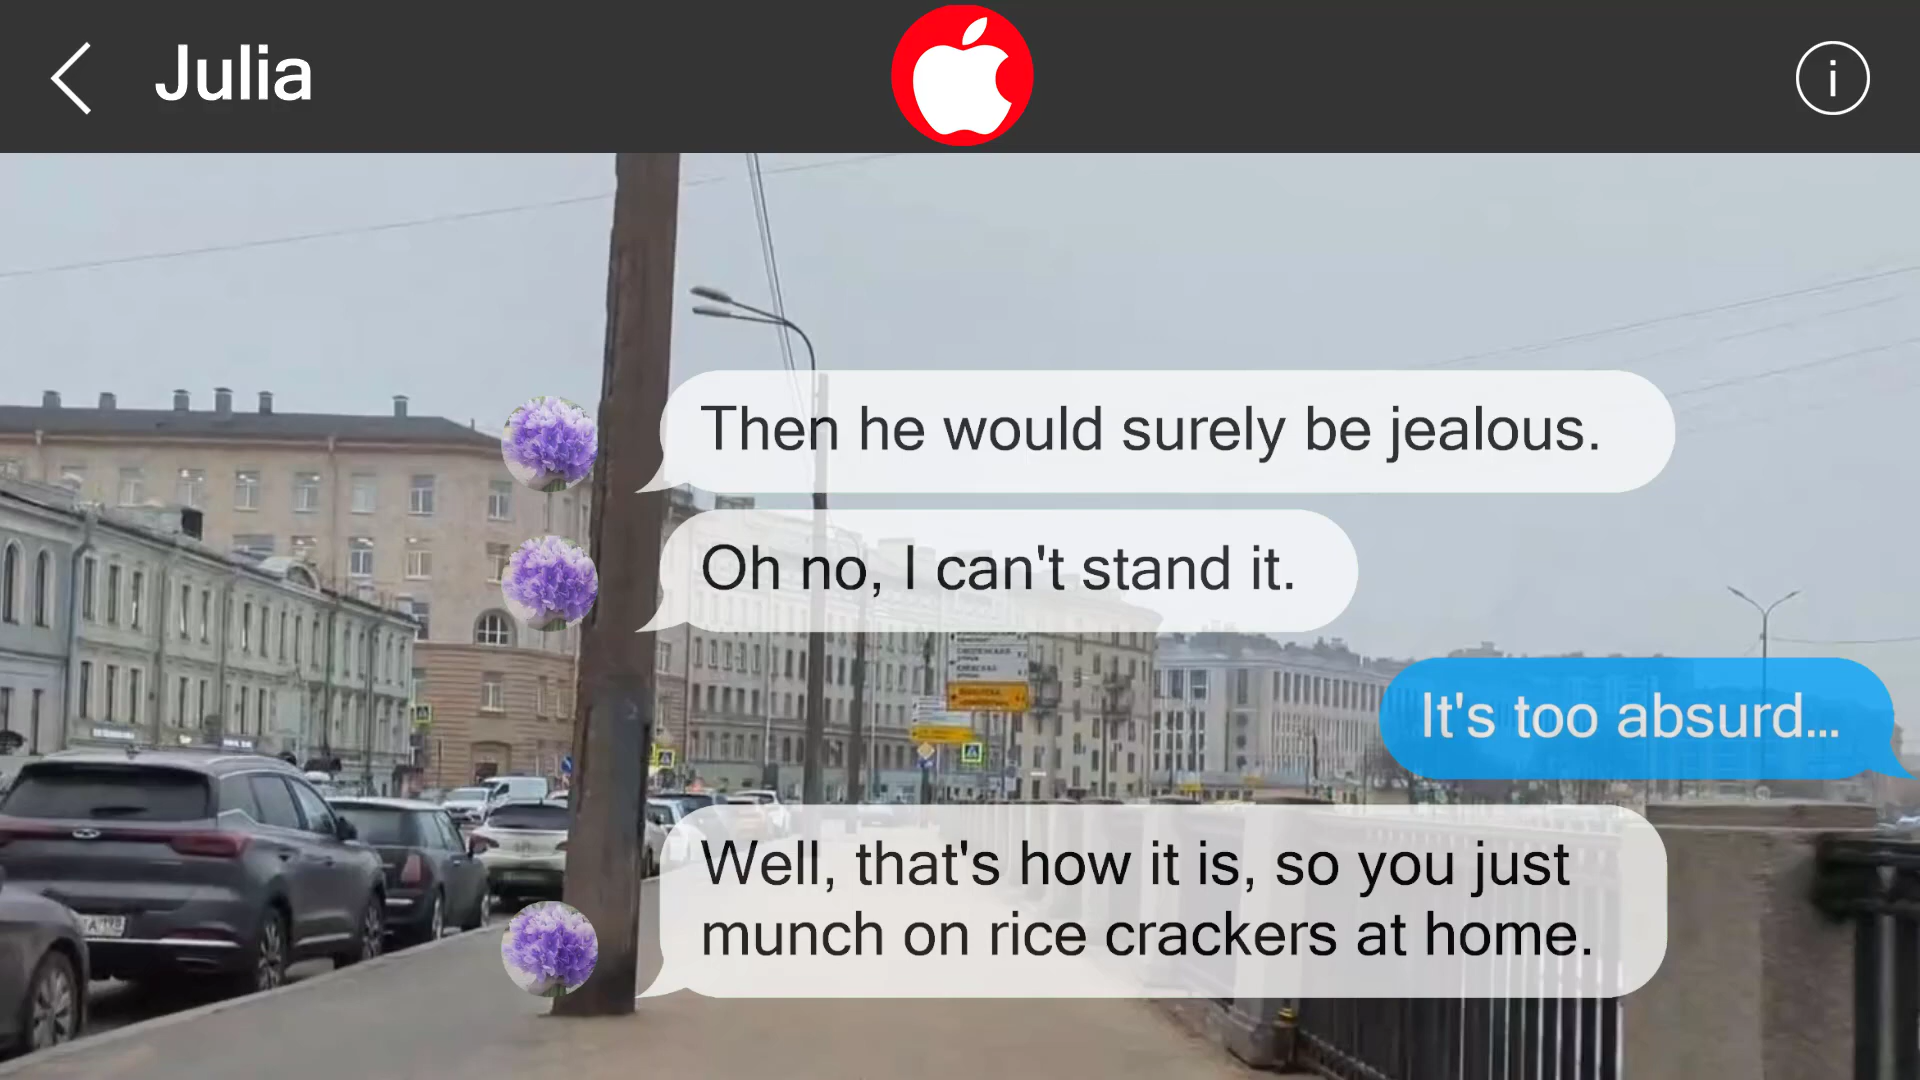 Julia
Then he would surely be jealous.
Oh no, I can't stand it.
It's too absurd...
Well, that's how it is, so you just
munch on rice crackers at home.